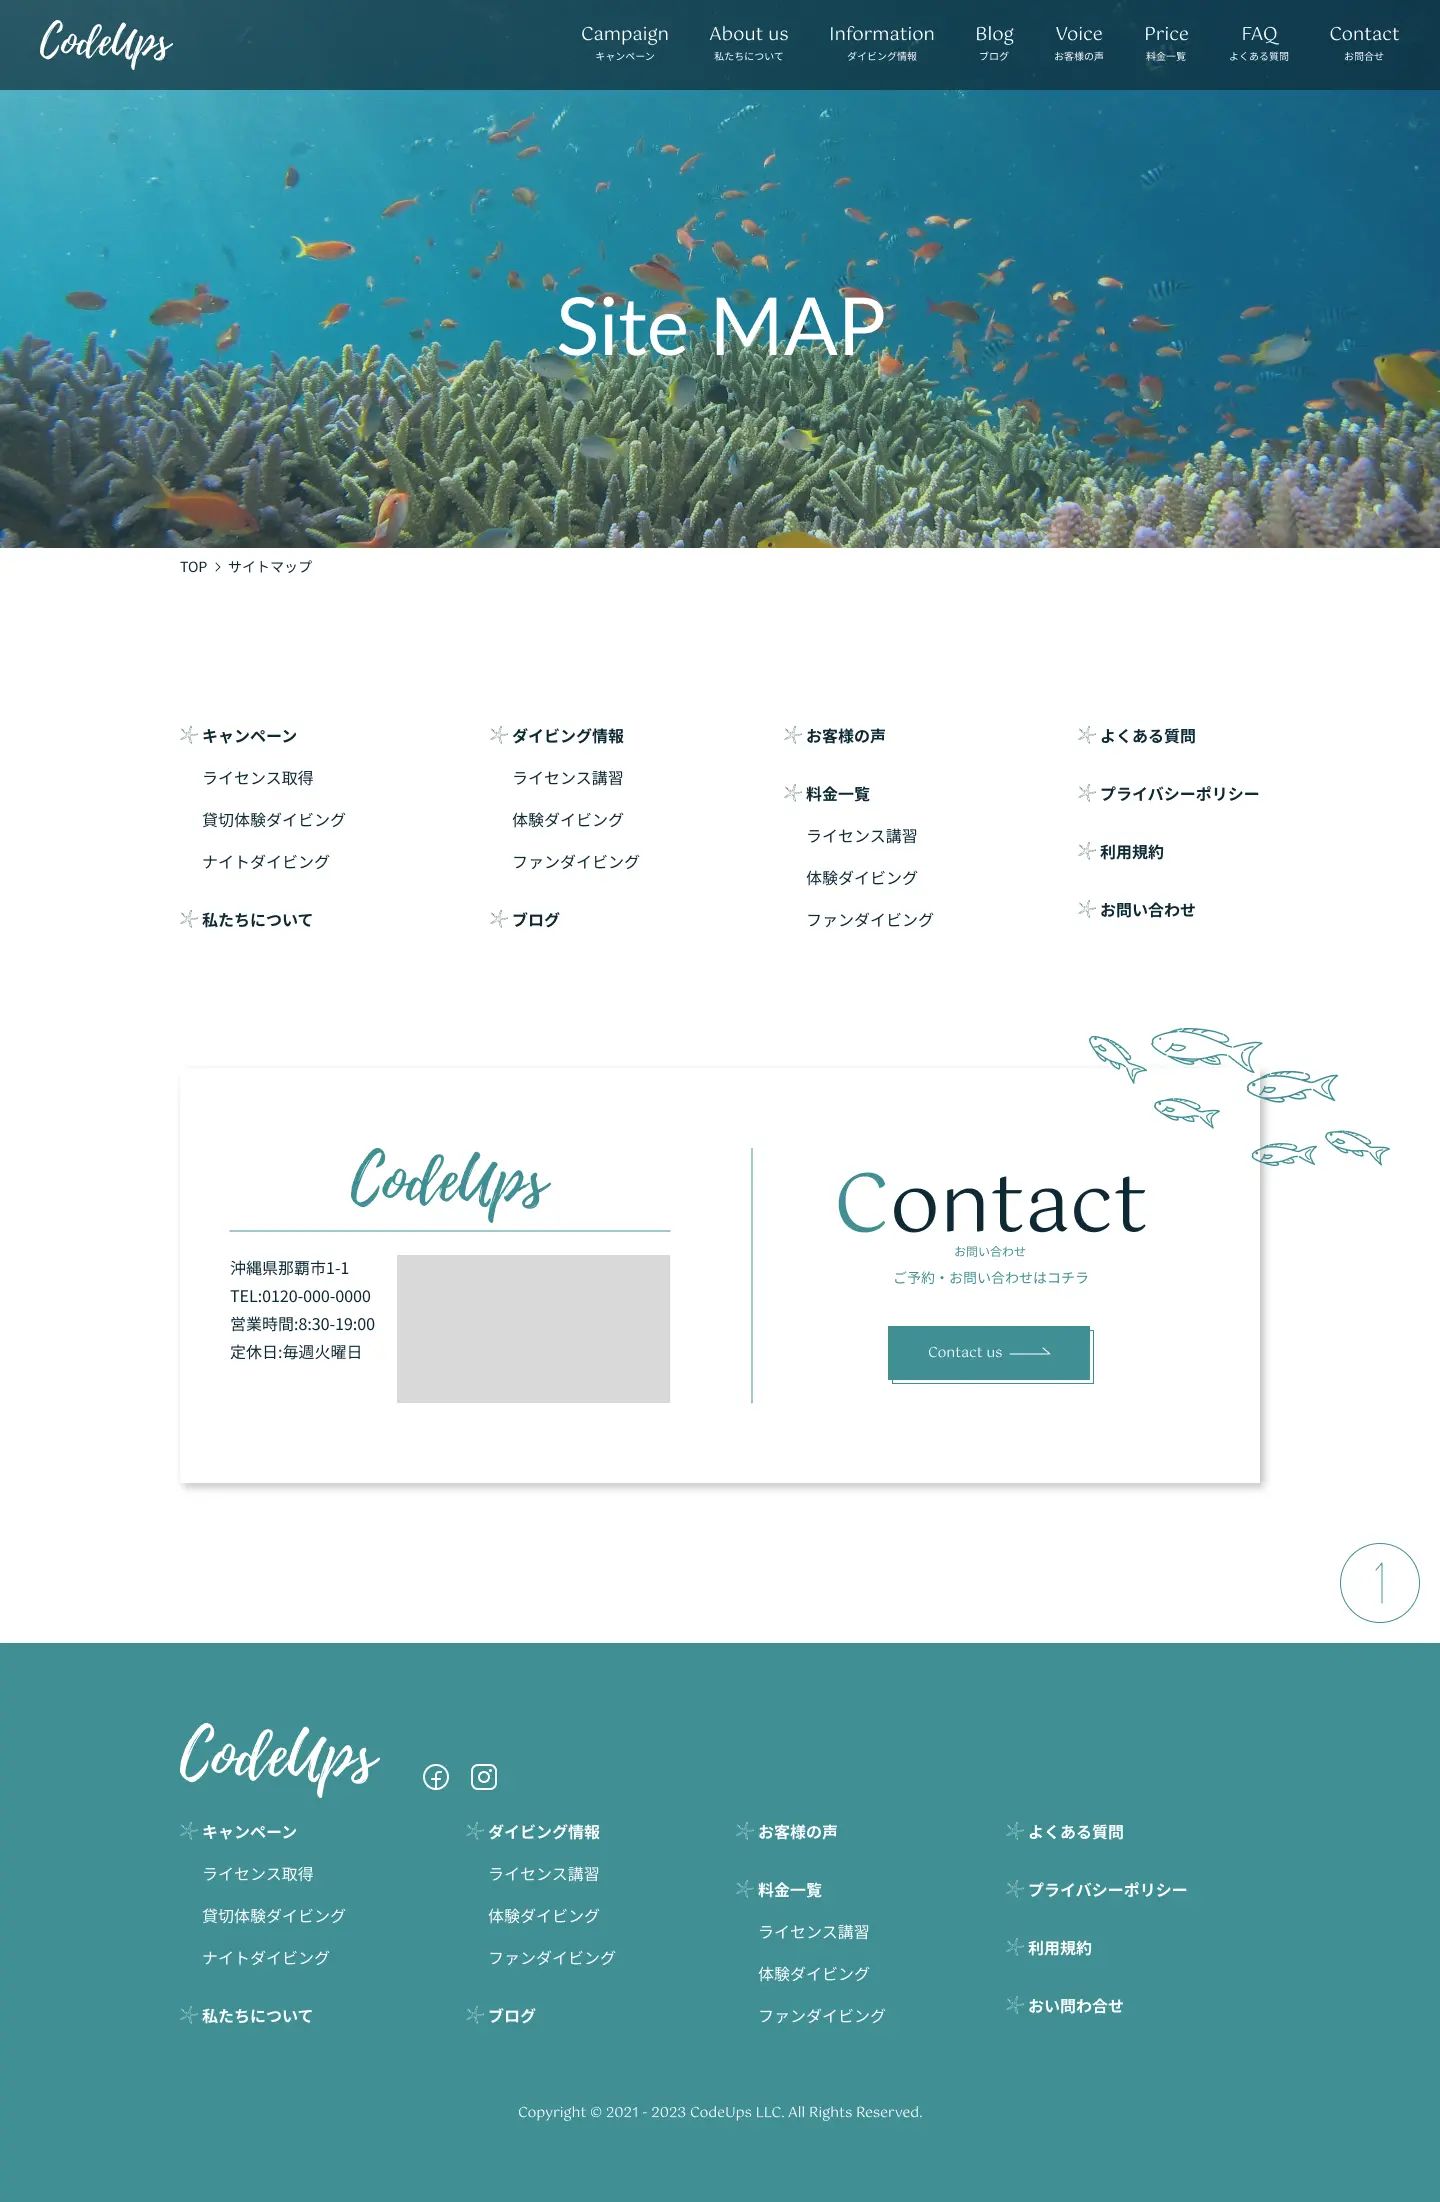 CodeUps
Campaign
キャンペーン
About us
私たちについて
Information
ダイビング情報
Blog
ブログ
Voice
お客様の声
Price
料金一覧
FAQ
よくある質問
Contact
お問合せ
Site MAP
TOP > サイトマップ
キャンペーン
ライセンス取得
貸切体験ダイビング
ナイトダイビング
私たちについて
ダイビング情報
ライセンス講習
体験ダイビング
ファンダイビング
ブログ
お客様の声
料金一覧
ライセンス講習
体験ダイビング
ファンダイビング
よくある質問
プライバシーポリシー
利用規約
お問い合わせ
CodeUps
沖縄県那覇市1-1
TEL:0120-000-0000
営業時間:8:30-19:00
定休日:毎週火曜日
Contact
お問い合わせ
ご予約・お問い合わせはコチラ
Contact us
CodeUps
キャンペーン
ライセンス取得
貸切体験ダイビング
ナイトダイビング
私たちについて
ダイビング情報
ライセンス講習
体験ダイビング
ファンダイビング
ブログ
お客様の声
料金一覧
ライセンス講習
体験ダイビング
ファンダイビング
よくある質問
プライバシーポリシー
利用規約
おい問わ合せ
Copyright © 2021 - 2023 CodeUps LLC. All Rights Reserved.